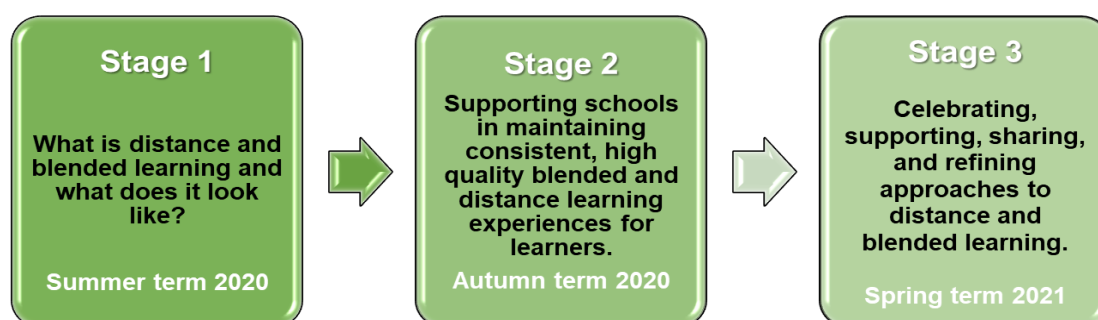 Stage 1
What is distance and
blended learning and
what does it look
like?
Summer term 2020
Stage 2
Supporting schools
in maintaining
consistent, high
quality blended and
distance learning
experiences for
learners.
Autumn term 2020
Stage 3
Celebrating,
supporting, sharing,
and refining
approaches to
distance and
blended learning.
Spring term 2021